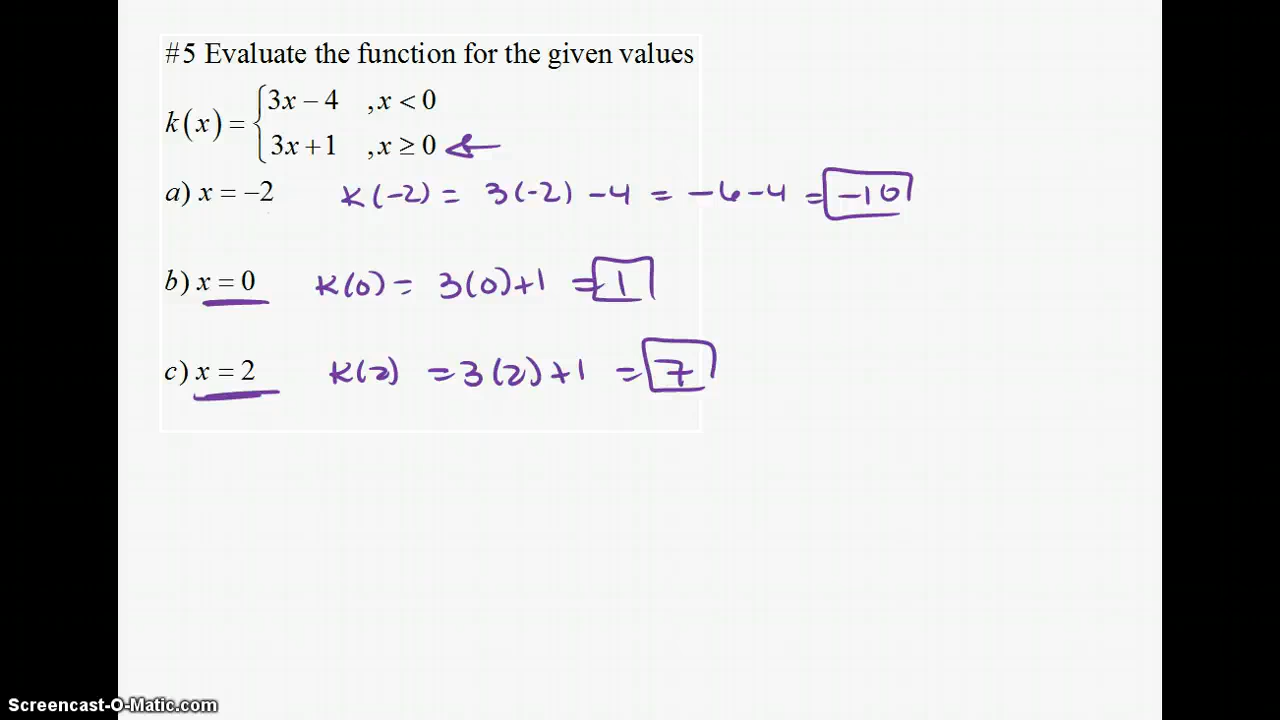 #5 Evaluate the function for the given values
k(x) = { 3x − 4 , x < 0
3x + 1 , x ≥ 0 ←
a) x = −2 K(-2) = 3(-2) - 4 = -6-4 = -10
b) x = 0 K(0) = 3(0)+1 = 1
c) x = 2 K(2) = 3(2)+1 = 7
Screencast-O-Matic.com